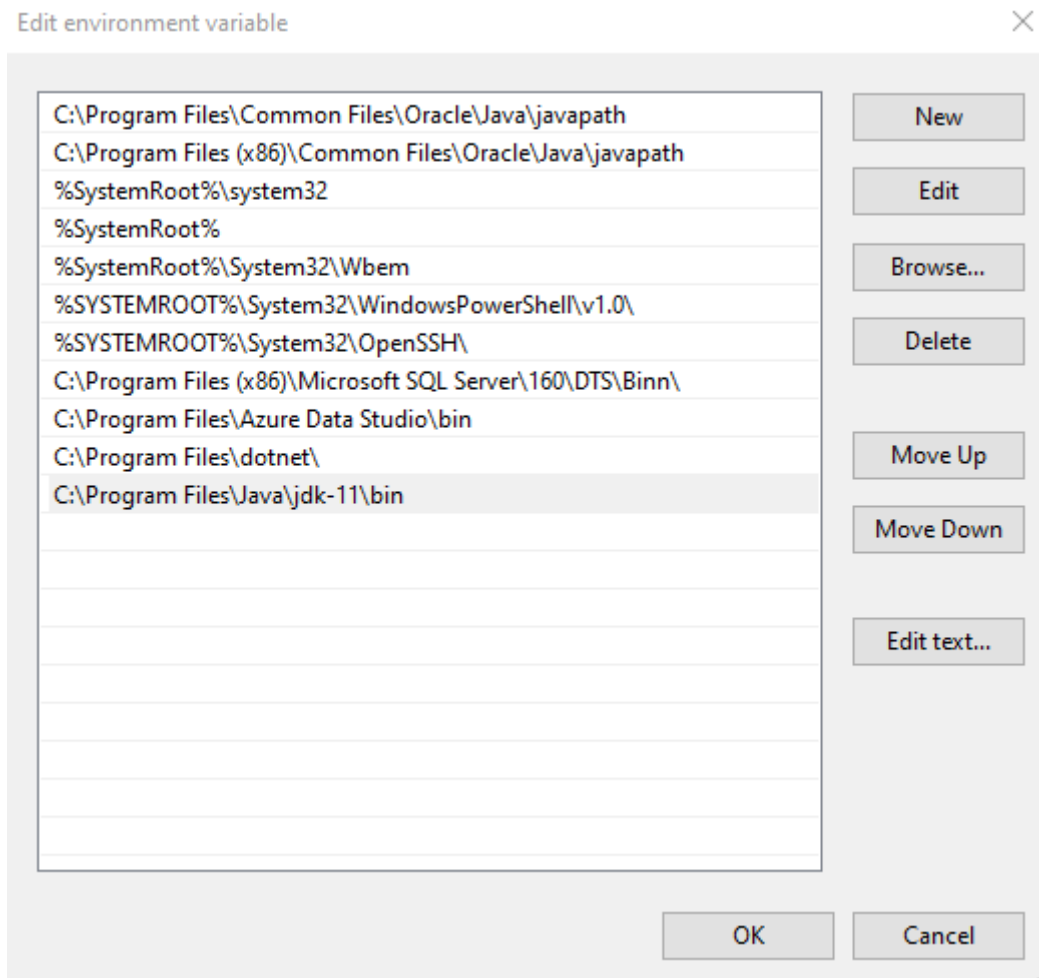 Edit environment variable
C:\Program Files\Common Files\Oracle\Java\javapath
C:\Program Files (x86)\Common Files\Oracle\Java\javapath
%SystemRoot%\system32
%SystemRoot%
%SystemRoot%\System32\Wbem
%SYSTEMROOT%\System32\WindowsPowerShell\v1.0\
%SYSTEMROOT%\System32\OpenSSH\
C:\Program Files (x86)\Microsoft SQL Server\160\DTS\Binn\
C:\Program Files\Azure Data Studio\bin
C:\Program Files\dotnet\
C:\Program Files\Java\jdk-11\bin
New
Edit
Browse...
Delete
Move Up
Move Down
Edit text...
OK
Cancel